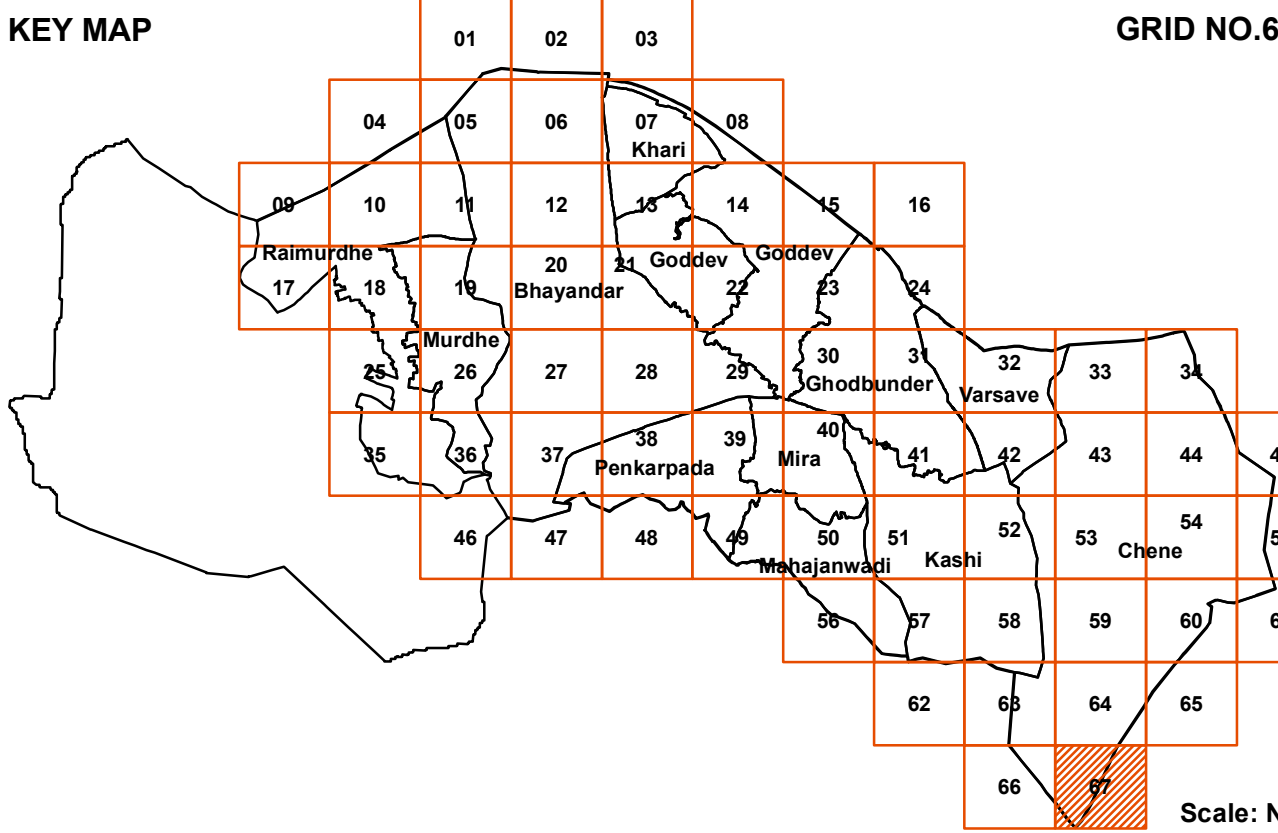 KEY MAP
GRID NO.6
01 02 03
04 05 06 07 08
Khari
09 10 11 12 13 14 15 16
Raimurdhe Goddev Goddev
17 18 19 20 21 22 23 24
Bhayandar
Murdhe
25 26 27 28 29 30 31 32 33 34
Ghodbunder Varsave
35 36 37 38 39 40 41 42 43 44 4
Penkarpada Mira
46 47 48 49 50 51 52 53 54 5
Mahajanwadi Kashi Chene
56 57 58 59 60 6
62 63 64 65
66 67
Scale: N